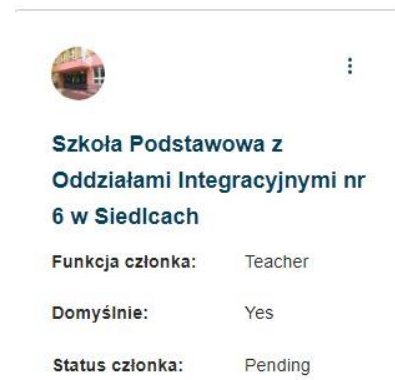 Szkoła Podstawowa z
Oddziałami Integracyjnymi nr
6 w Siedlcach
Funkcja członka: Teacher
Domyślnie: Yes
Status członka: Pending